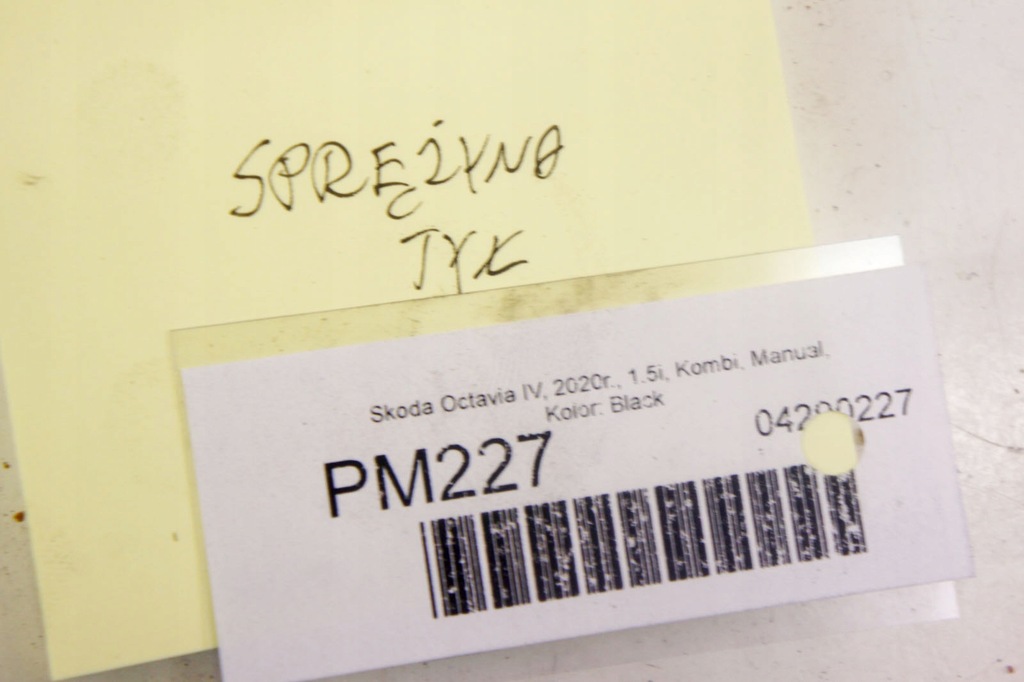 SPRĘŻYNA
TYŁ
Skoda Octavia IV, 2020r., 1.5i, Kombi, Manual,
Kolor: Black
PM227